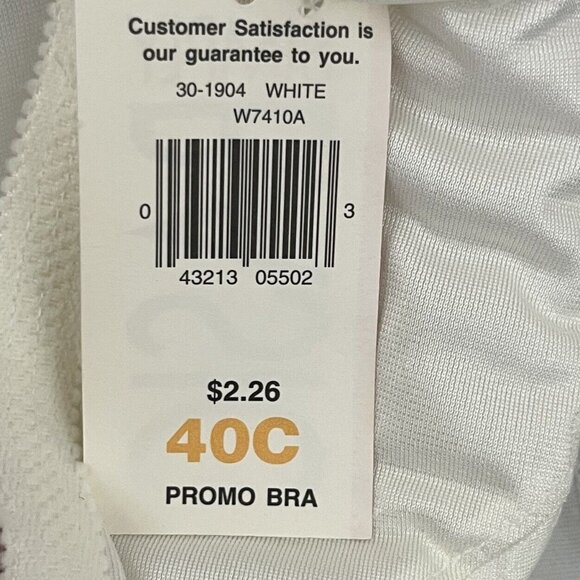 Customer Satisfaction is
our guarantee to you.
30-1904 WHITE
W7410A
0 3
43213 05502
$2.26
40C
PROMO BRA